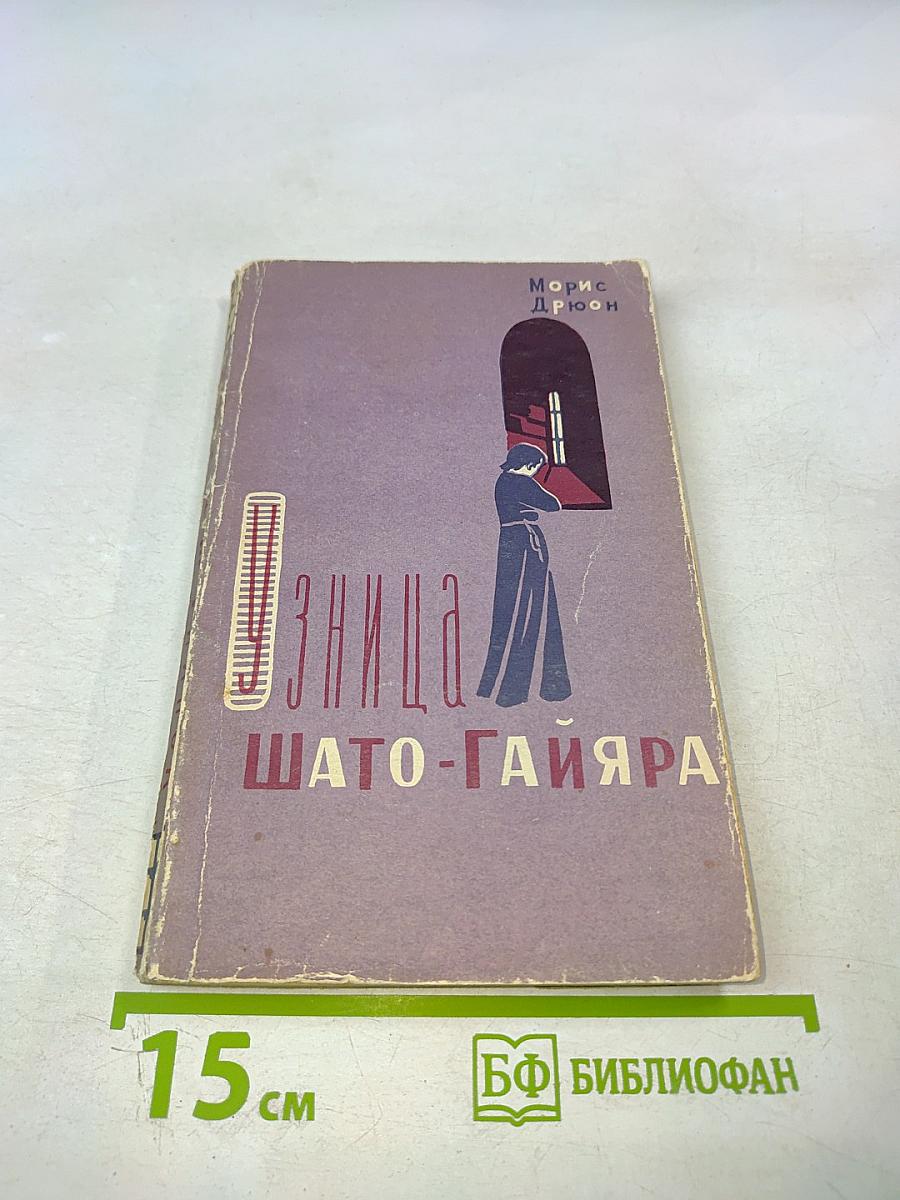 Морис
Дрюон
Узница
Шато-Гайяра
15 см
БФ БИБЛИОФАН